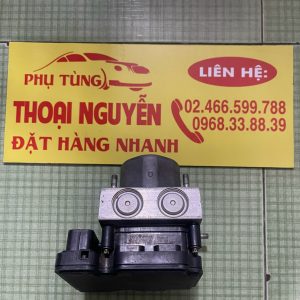 PHỤ TÙNG
LIÊN HỆ:
THOẠI NGUYỄN
02.466.599.788
0968.33.88.39
ĐẶT HÀNG NHANH